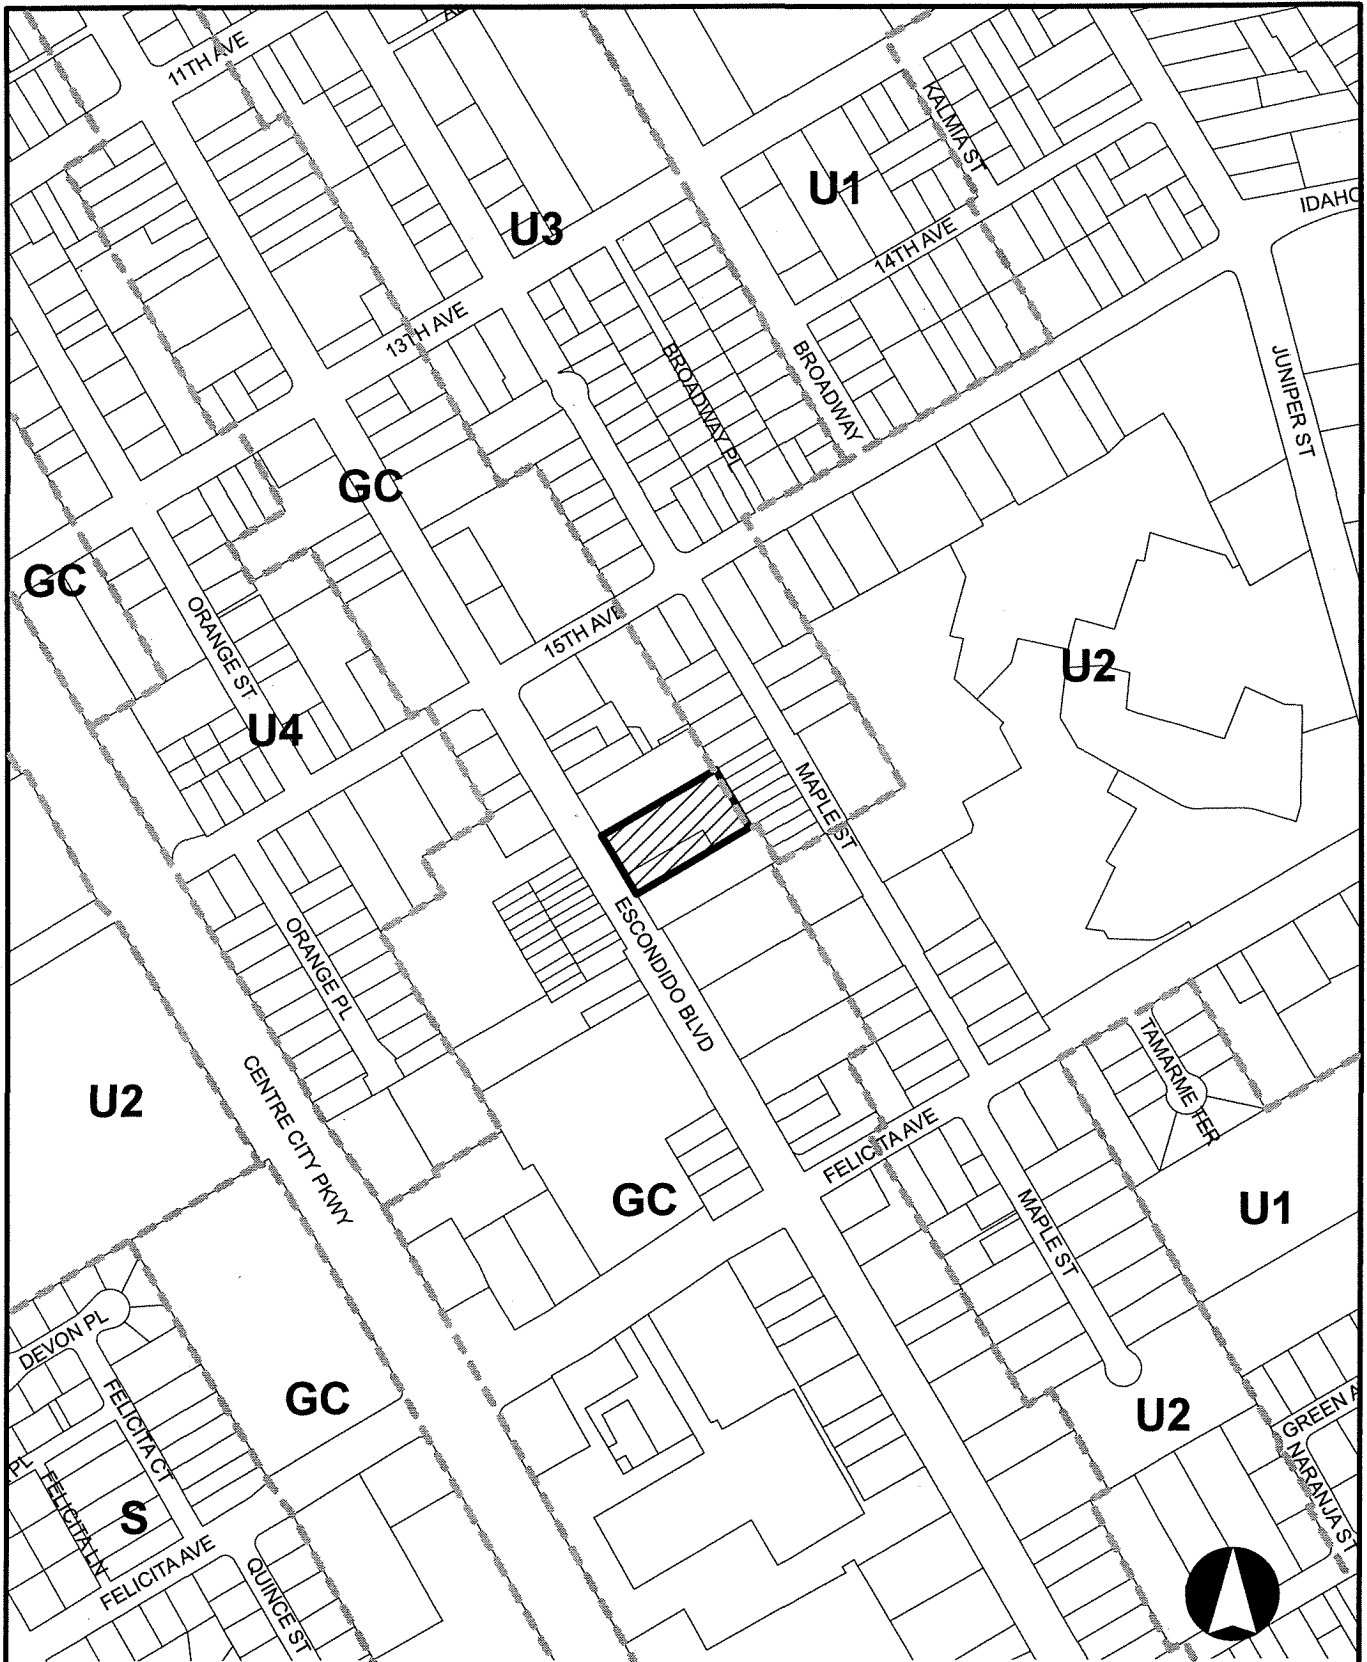 11TH AVE
KALMIA ST
U1
U3
IDAHO
14TH AVE
13TH AVE
BROADWAY PL
BROADWAY
JUNIPER ST
GC
GC
ORANGE ST
15TH AVE
U2
U4
MAPLE ST
ORANGE PL
ESCONDIDO BLVD
TAMARME TER
CENTRE CITY PKWY
U2
FELICITA AVE
GC
MAPLE ST
U1
DEVON PL
GC
FELICITA CT
U2
GREEN A
PL
FELICITA LN
NARANJA ST
S
FELICITA AVE
QUINCE ST